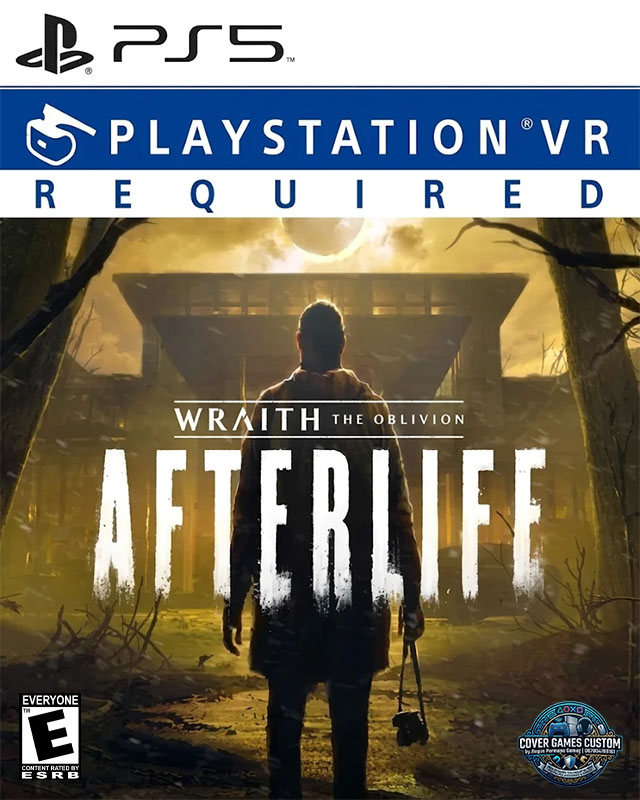 PS5
PLAYSTATION®VR
REQUIRED
WRAITH THE OBLIVION
AFTERLIFE
EVERYONE
E
CONTENT RATED BY
ESRB
COVER GAMES CUSTOM